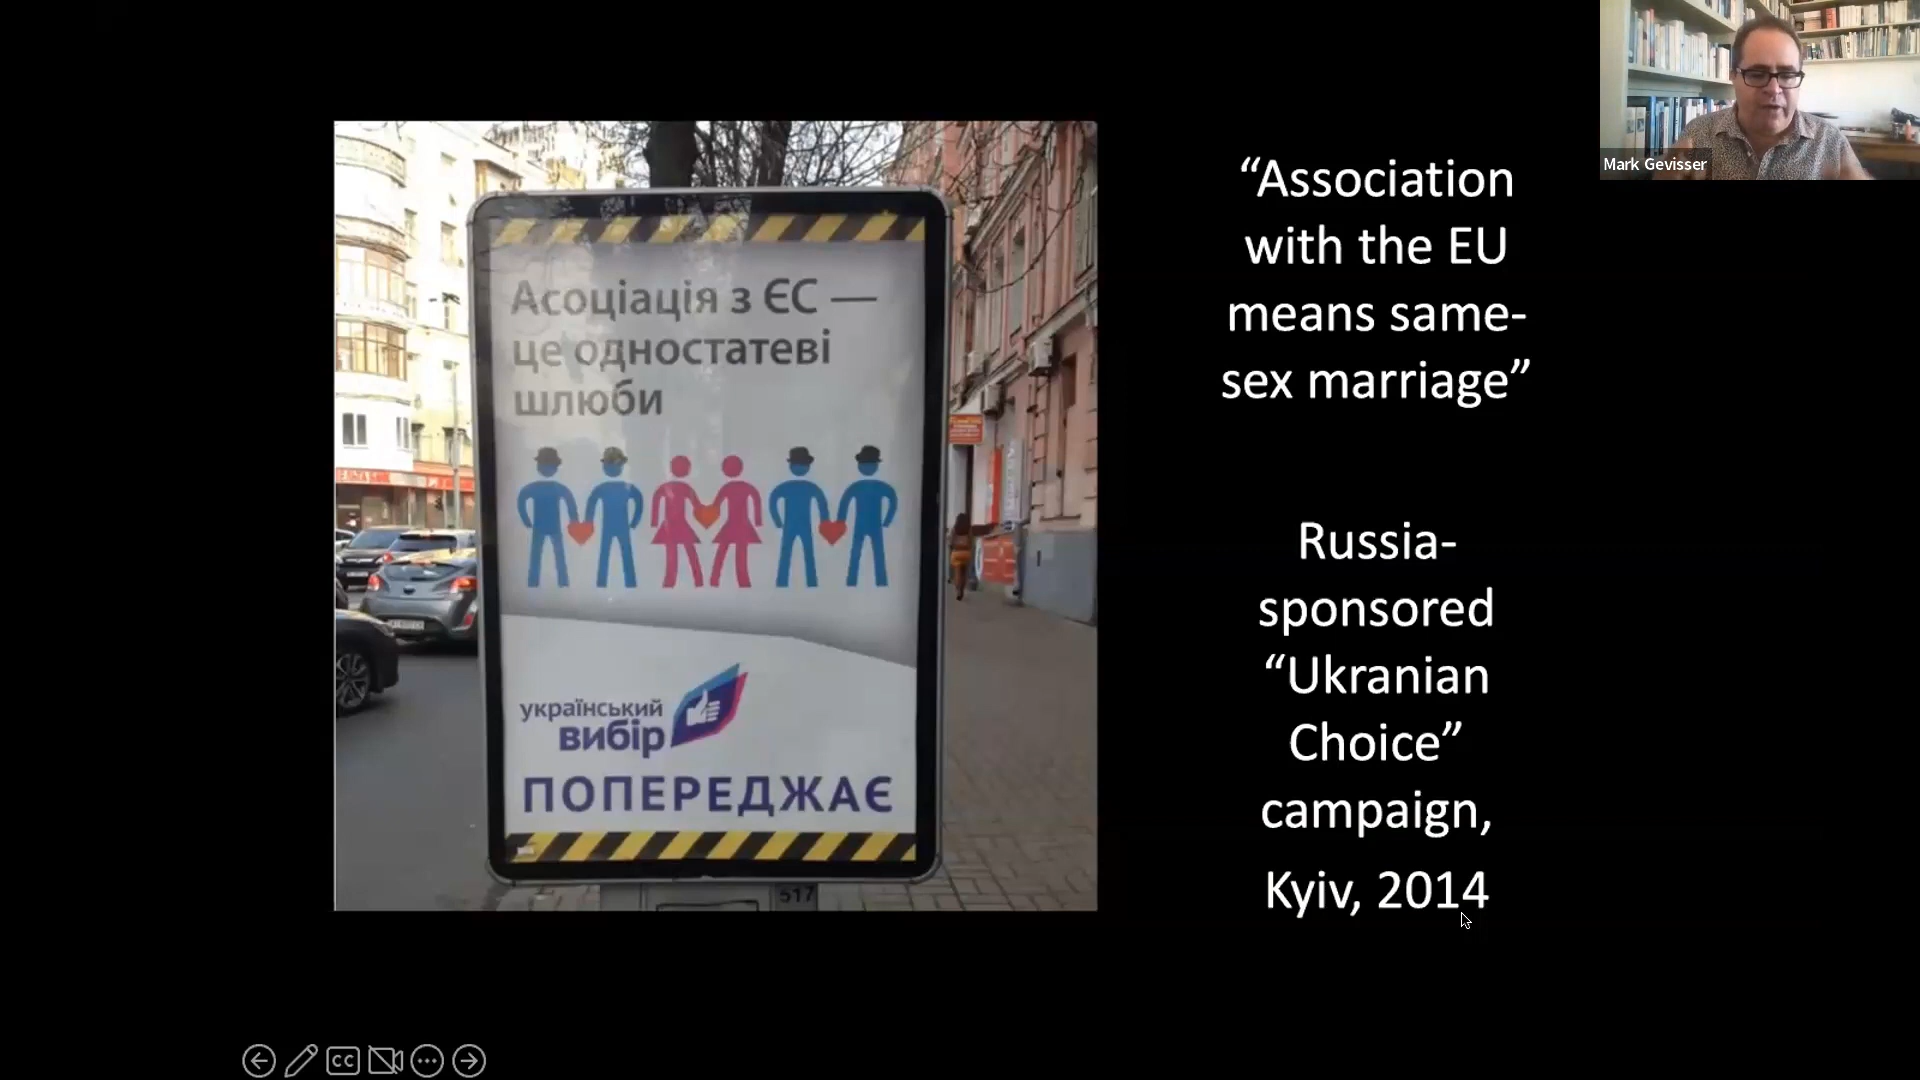 Асоціація з ЄС —
це одностатеві
шлюби
український
вибір
ПОПЕРЕДЖАЄ
517
“Association
with the EU
means same-
sex marriage”
Russia-
sponsored
“Ukranian
Choice”
campaign,
Kyiv, 2014
Mark Gevisser
CC